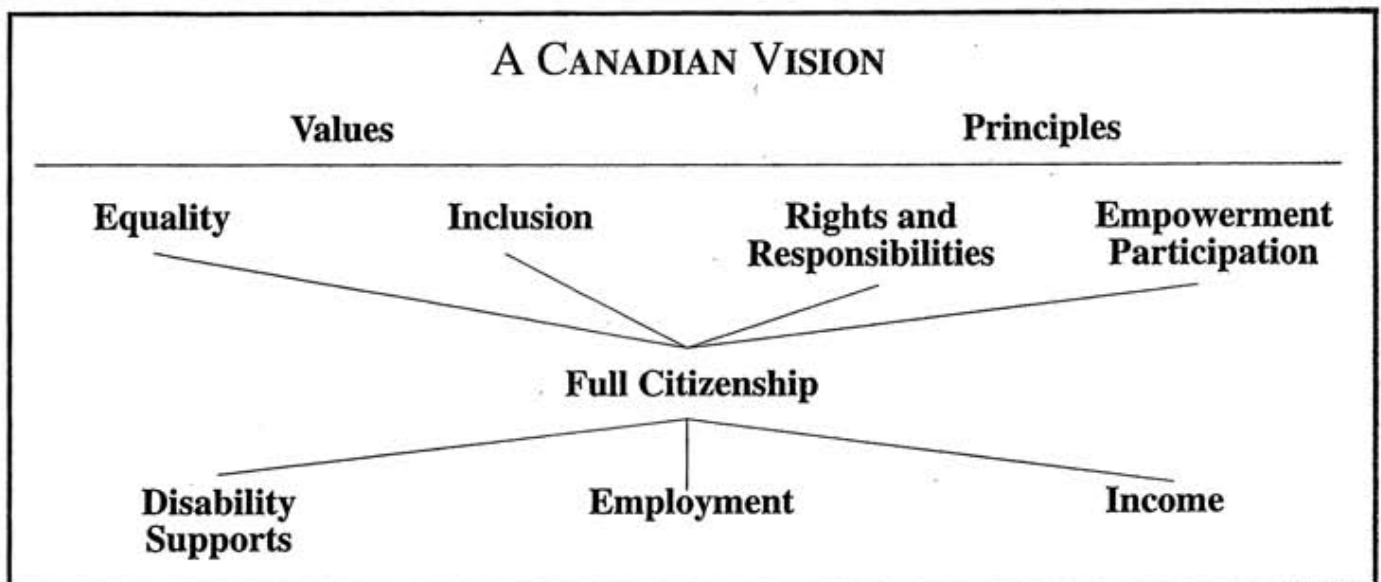 A CANADIAN VISION
Values Principles
Equality Inclusion Rights and Responsibilities Empowerment Participation
Full Citizenship
Disability Supports Employment Income